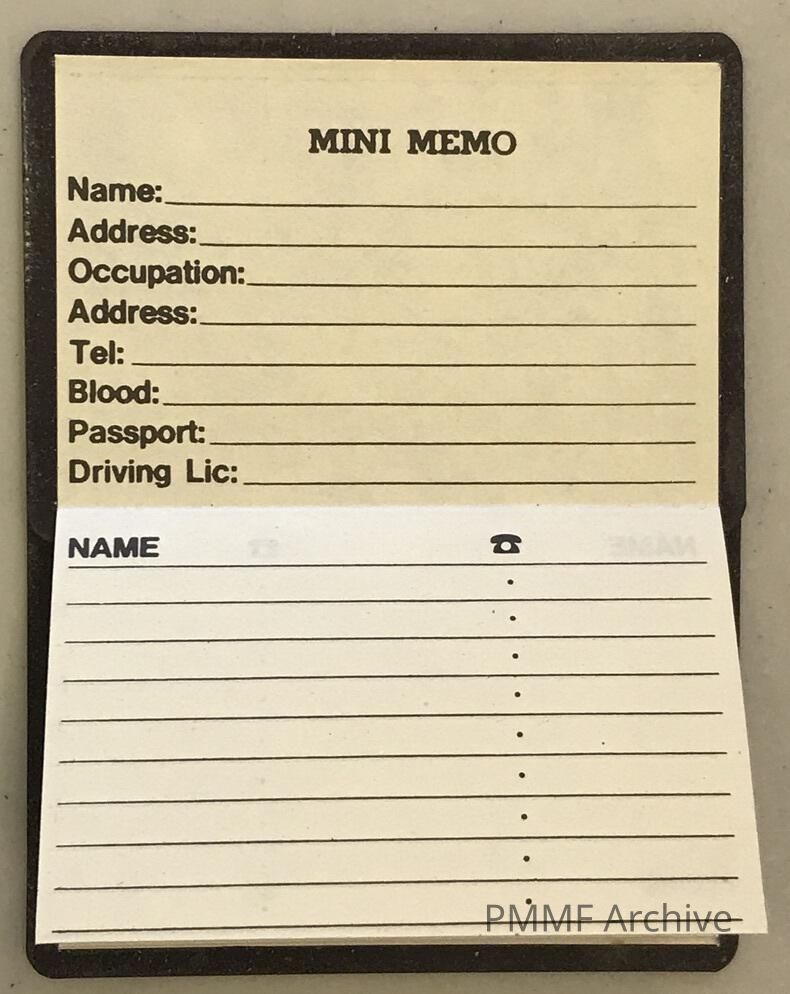 MINI MEMO
Name:
Address:
Occupation:
Address:
Tel:
Blood:
Passport:
Driving Lic:
NAME ☎
PMMF Archive